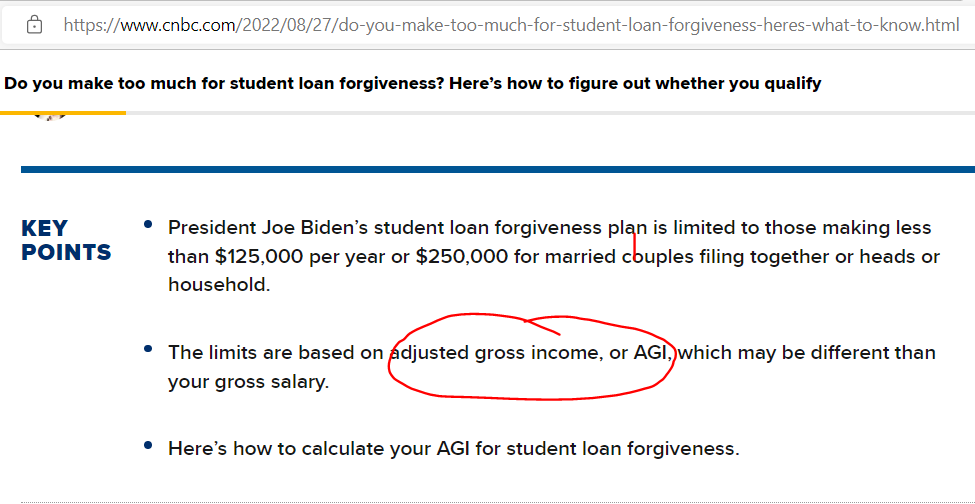 https://www.cnbc.com/2022/08/27/do-you-make-too-much-for-student-loan-forgiveness-heres-what-to-know.html
Do you make too much for student loan forgiveness? Here’s how to figure out whether you qualify
KEY POINTS
President Joe Biden’s student loan forgiveness plan is limited to those making less
than $125,000 per year or $250,000 for married couples filing together or heads or
household.
The limits are based on adjusted gross income, or AGI, which may be different than
your gross salary.
Here’s how to calculate your AGI for student loan forgiveness.